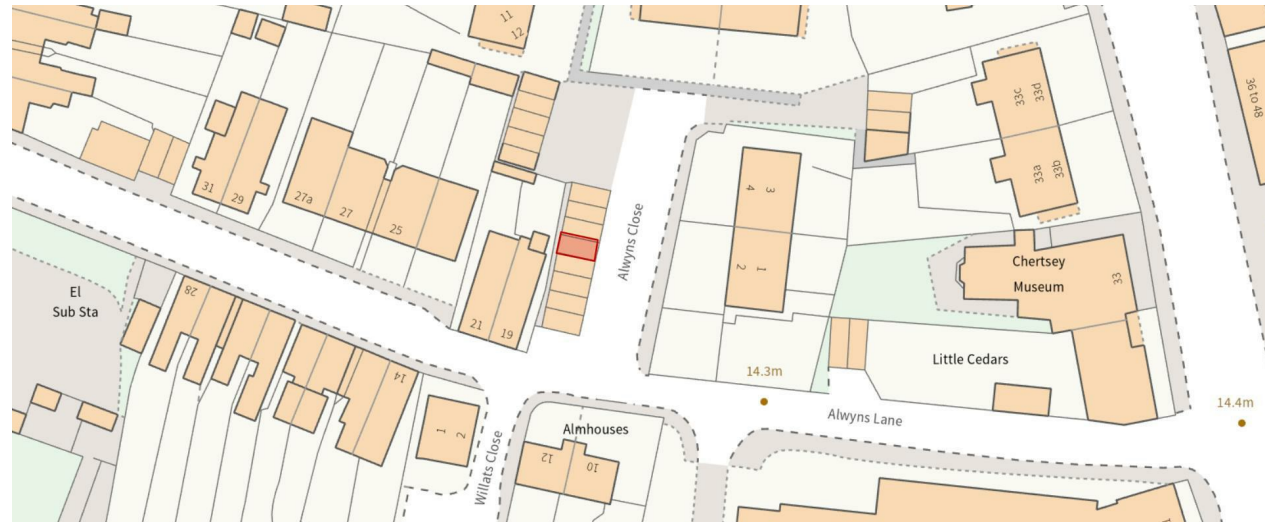 11
12
33c
33d
36 to 48
31
29
27a
27
25
4
3
33a
33b
Alwyns Close
2
1
Chertsey
Museum
33
El
Sub Sta
28
21
19
Little Cedars
14.3m
14
14.4m
Alwyns Lane
1
2
Willats Close
Almhouses
12
10